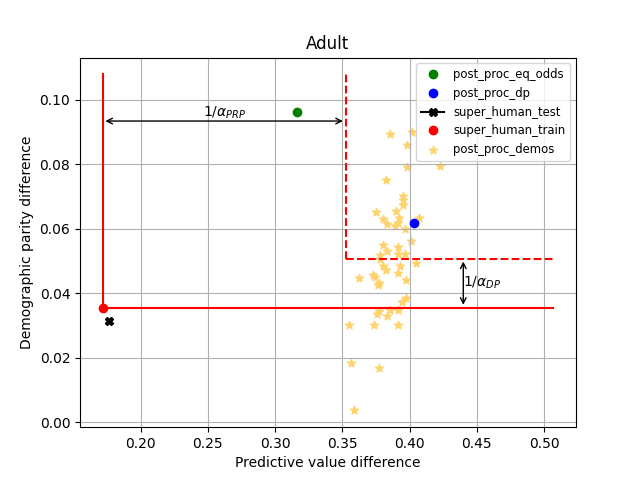 Adult
post_proc_eq_odds
post_proc_dp
super_human_test
super_human_train
post_proc_demos
1/α_PRP
1/α_DP
0.10
0.08
0.06
0.04
0.02
0.00
Demographic parity difference
0.20 0.25 0.30 0.35 0.40 0.45 0.50
Predictive value difference